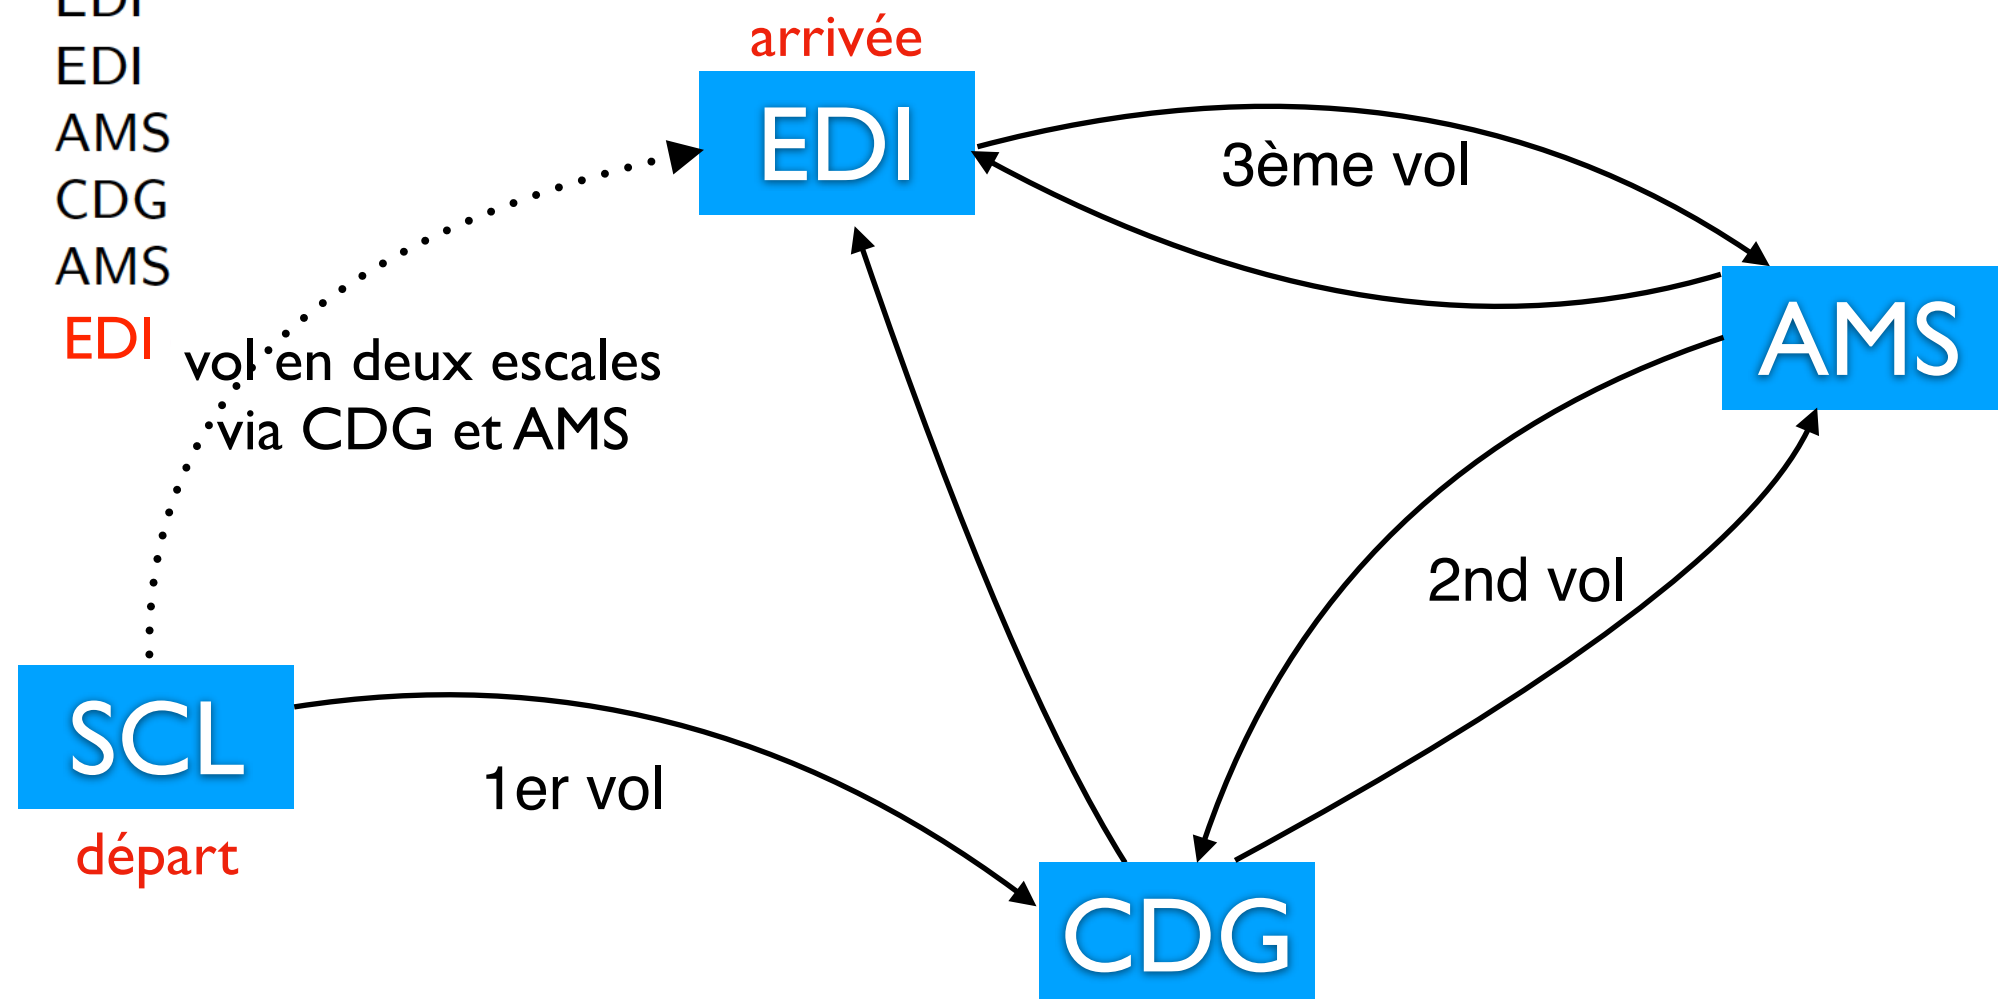 EDI
EDI
AMS
CDG
AMS
EDI
arrivée
EDI
3ème vol
AMS
vol en deux escales
via CDG et AMS
2nd vol
SCL
1er vol
départ
CDG